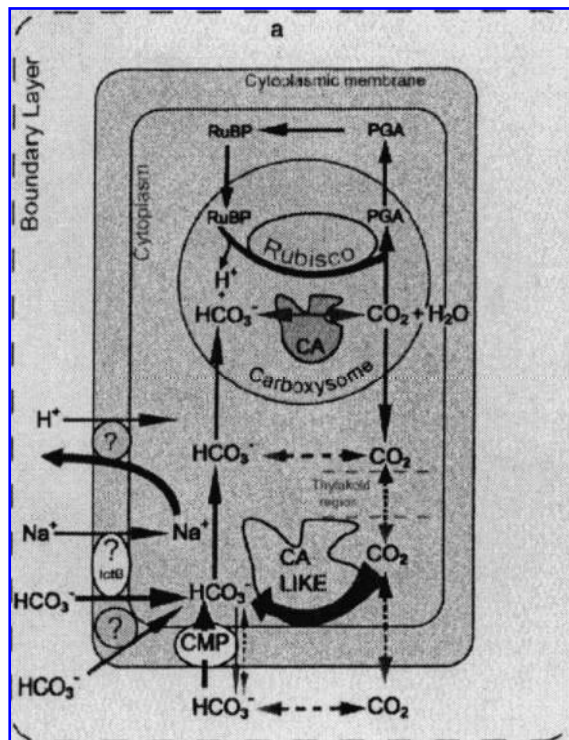 a
Cytoplasmic membrane
Boundary Layer
Cytoplasm
RuBP PGA
RuBP PGA
Rubisco
H⁺
+
HCO₃⁻ CO₂ + H₂O
CA
Carboxysome
H⁺
?
HCO₃⁻ CO₂
Thylakoid
region
Na⁺ Na⁺
?
IctB
CA
LIKE
CO₂
HCO₃⁻ HCO₃⁻
?
CMP
HCO₃⁻
HCO₃⁻ CO₂